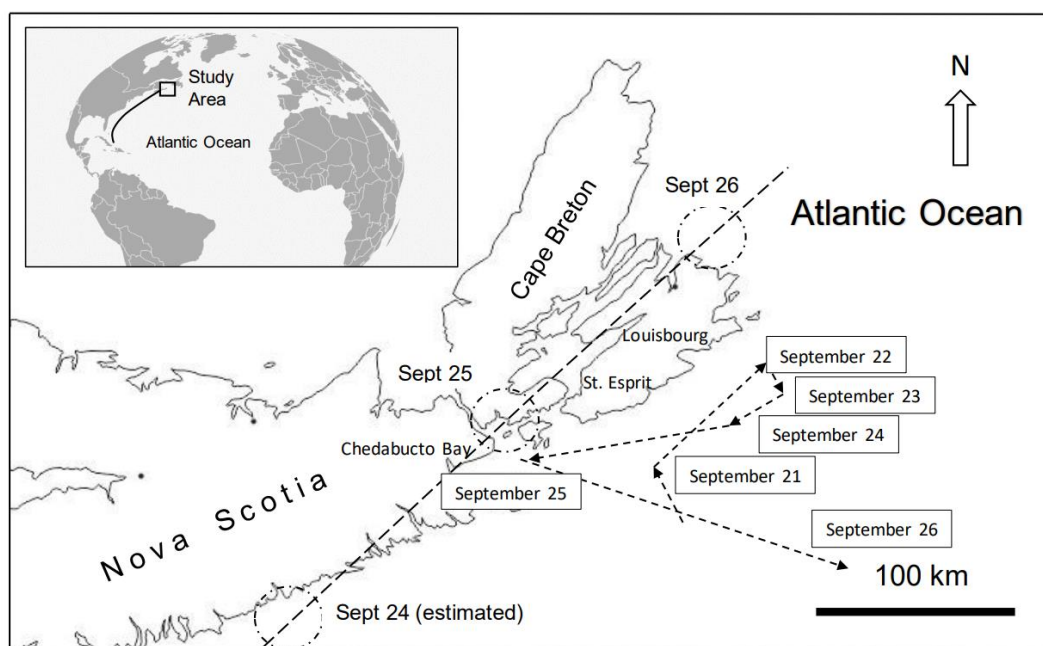 Study
Area
Atlantic Ocean
N
Sept 26
Atlantic Ocean
Cape Breton
Louisbourg
September 22
Sept 25
St. Esprit
September 23
September 24
Chedabucto Bay
September 21
September 25
Nova Scotia
September 26
100 km
Sept 24 (estimated)